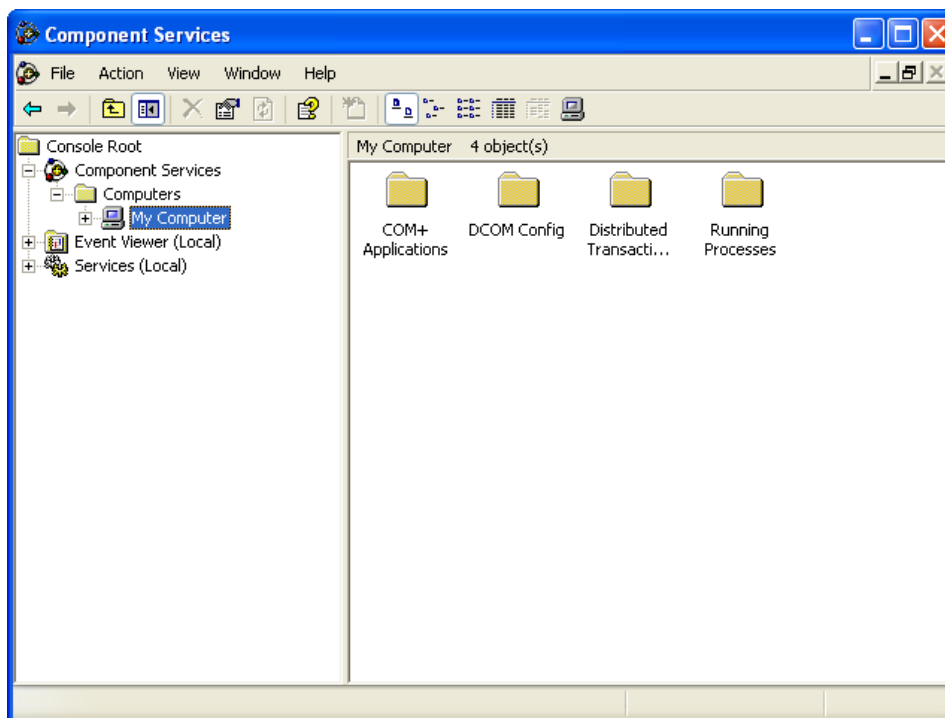 Component Services
File Action View Window Help
Console Root
Component Services
Computers
My Computer
Event Viewer (Local)
Services (Local)
My Computer 4 object(s)
COM+
Applications
DCOM Config
Distributed
Transacti...
Running
Processes